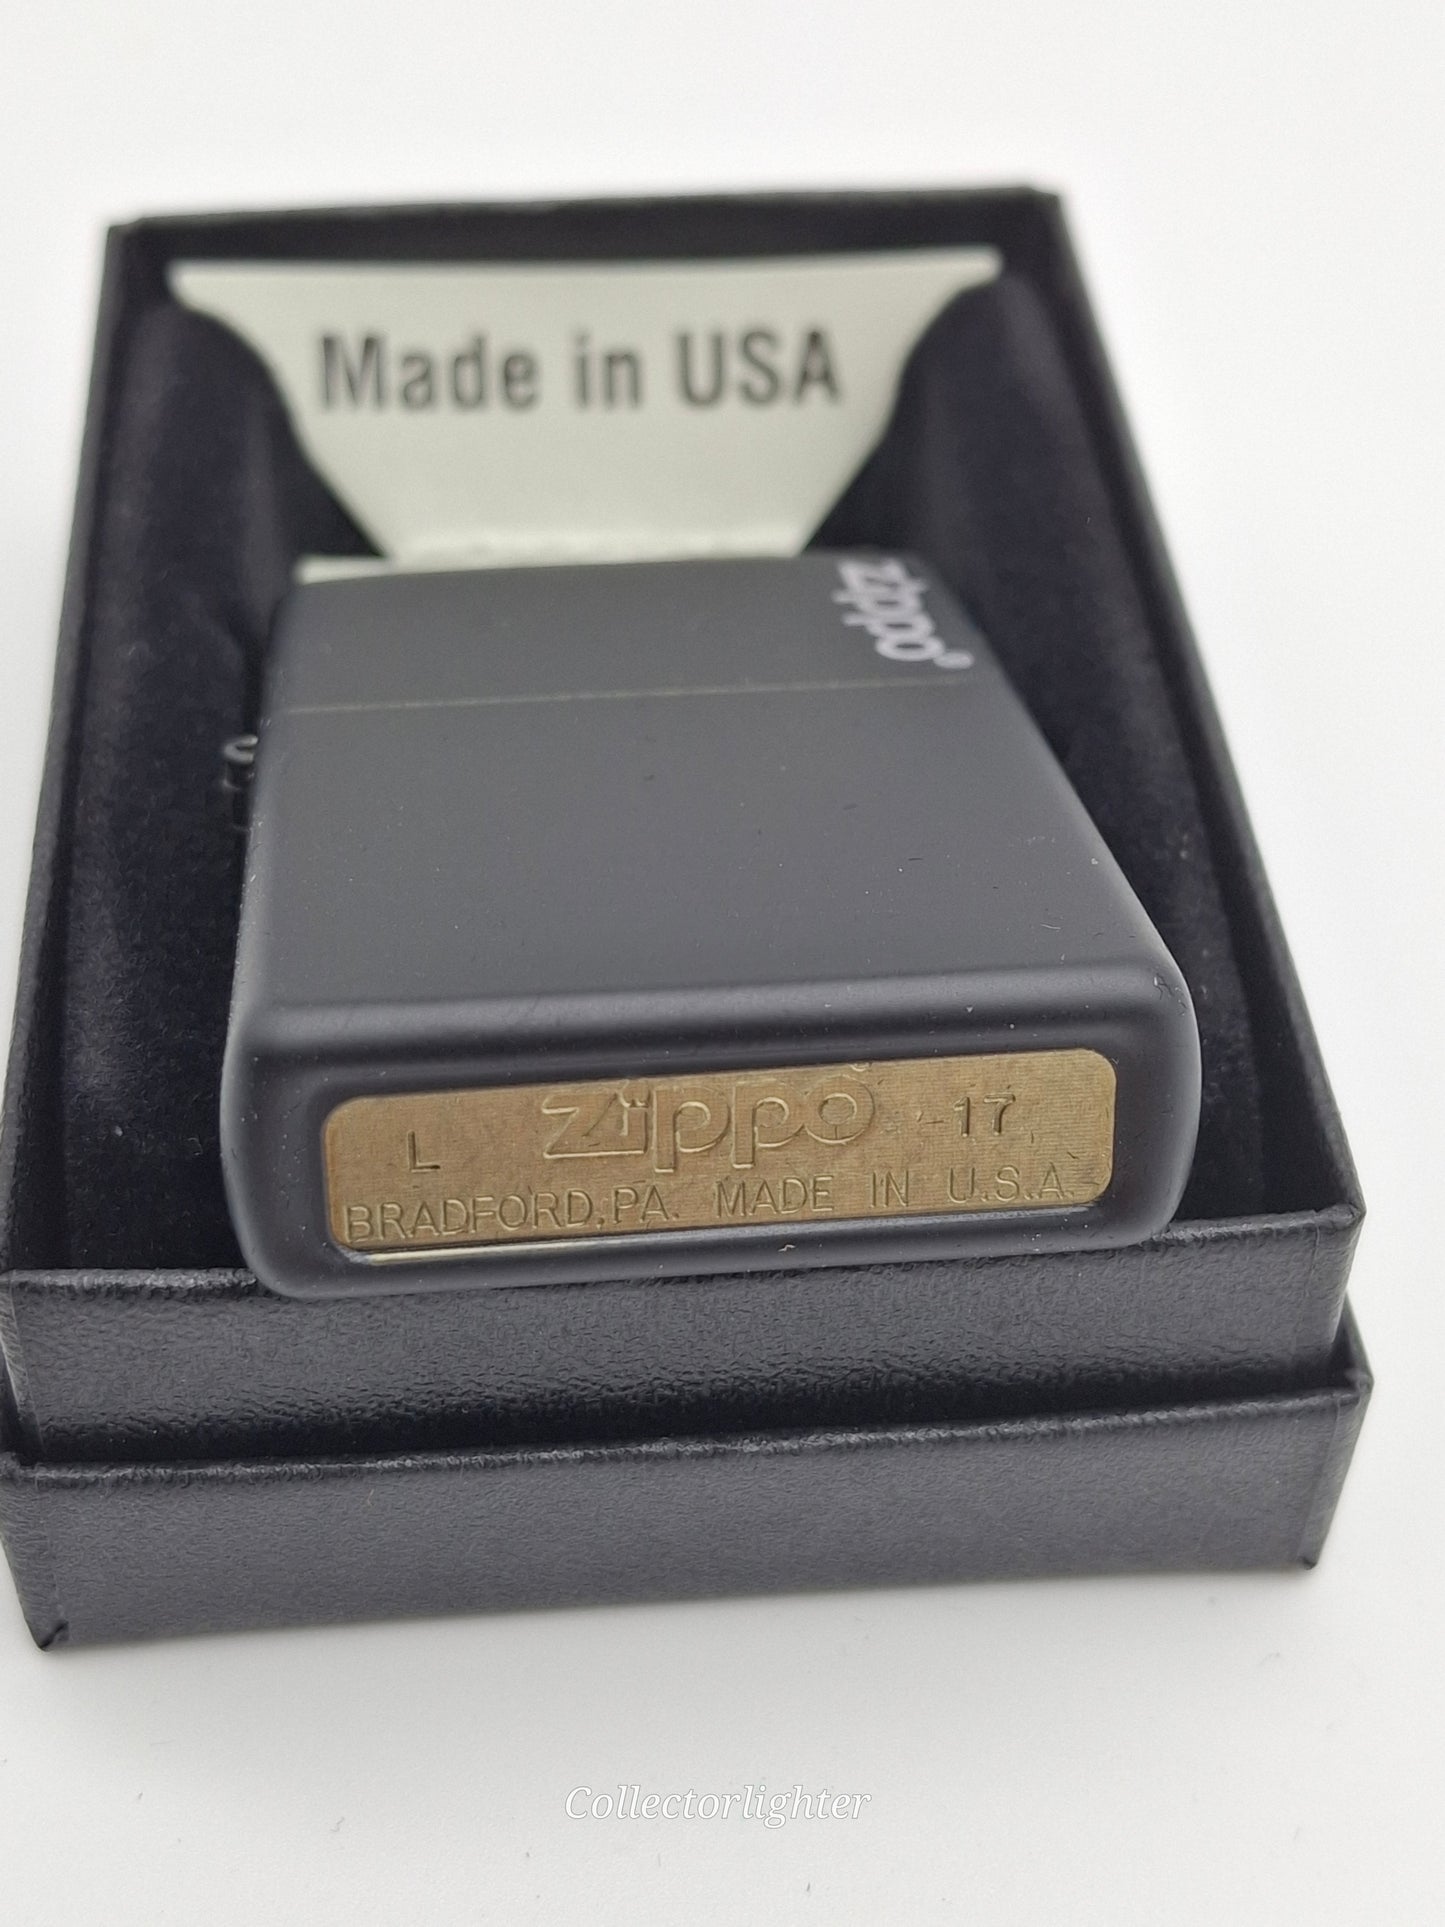 Made in USA
zippo®
L zippo® 17
BRADFORD, PA. MADE IN U.S.A.
Collectorlighter